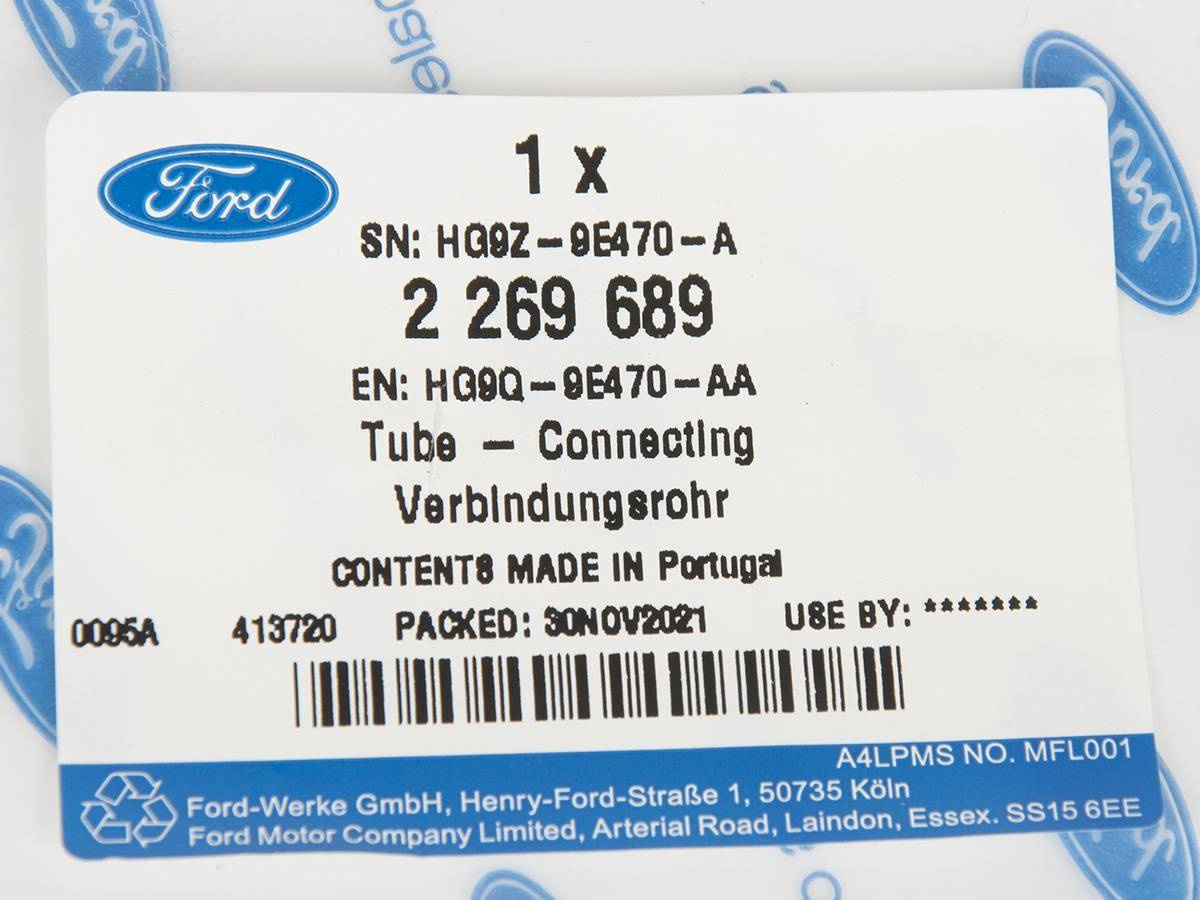 Ford
1 x
SN: HG9Z-9E470-A
2 269 689
EN: HG9Q-9E470-AA
Tube - Connecting
Verbindungsrohr
CONTENTS MADE IN Portugal
0095A 413720 PACKED: 30NOV2021 USE BY: *******
A4LPMS NO. MFL001
Ford-Werke GmbH, Henry-Ford-Straße 1, 50735 Köln
Ford Motor Company Limited, Arterial Road, Laindon, Essex. SS15 6EE